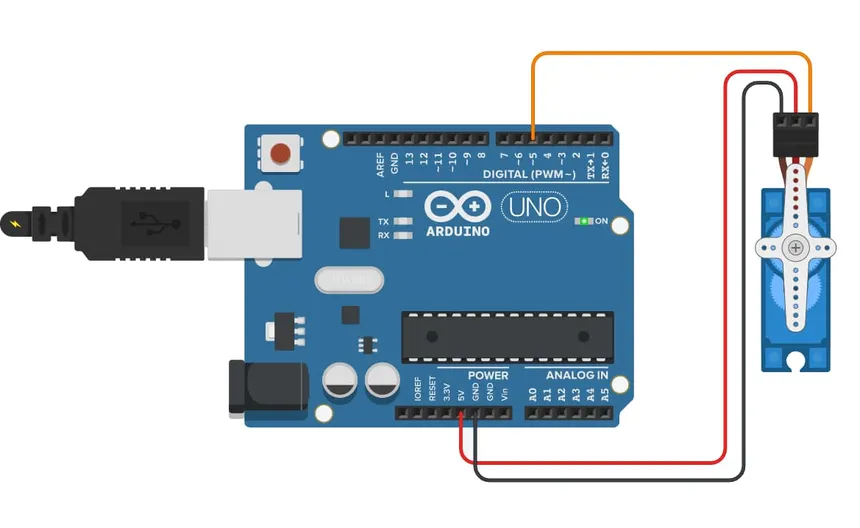 AREF
GND
13
12
~11
~10
~9
8
7
~6
~5
4
~3
2
TX→1
RX←0
DIGITAL (PWM~)
L
TX
RX
UNO
ARDUINO
ON
POWER
ANALOG IN
IOREF
RESET
3.3V
5V
GND
GND
Vin
A0
A1
A2
A3
A4
A5